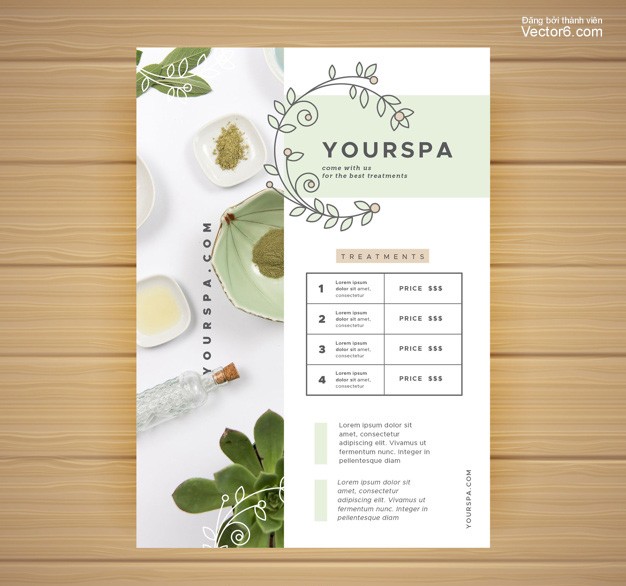 Đăng bởi thành viên
Vector6.com
YOURSPA
come with us
for the best treatments
YOURSPA.COM
TREATMENTS
1
Lorem ipsum
dolor sit amet,
consectetur
PRICE $$$
2
Lorem ipsum
dolor sit amet,
consectetur
PRICE $$$
3
Lorem ipsum
dolor sit amet,
consectetur
PRICE $$$
4
Lorem ipsum
dolor sit amet,
consectetur
PRICE $$$
Lorem ipsum dolor sit
amet, consectetur
adipiscing elit. Vivamus ut
fermentum nunc. Integer in
pellentesque diam
Lorem ipsum dolor sit
amet, consectetur
adipiscing elit. Vivamus ut
fermentum nunc. Integer in
pellentesque diam
YOURSPA.COM